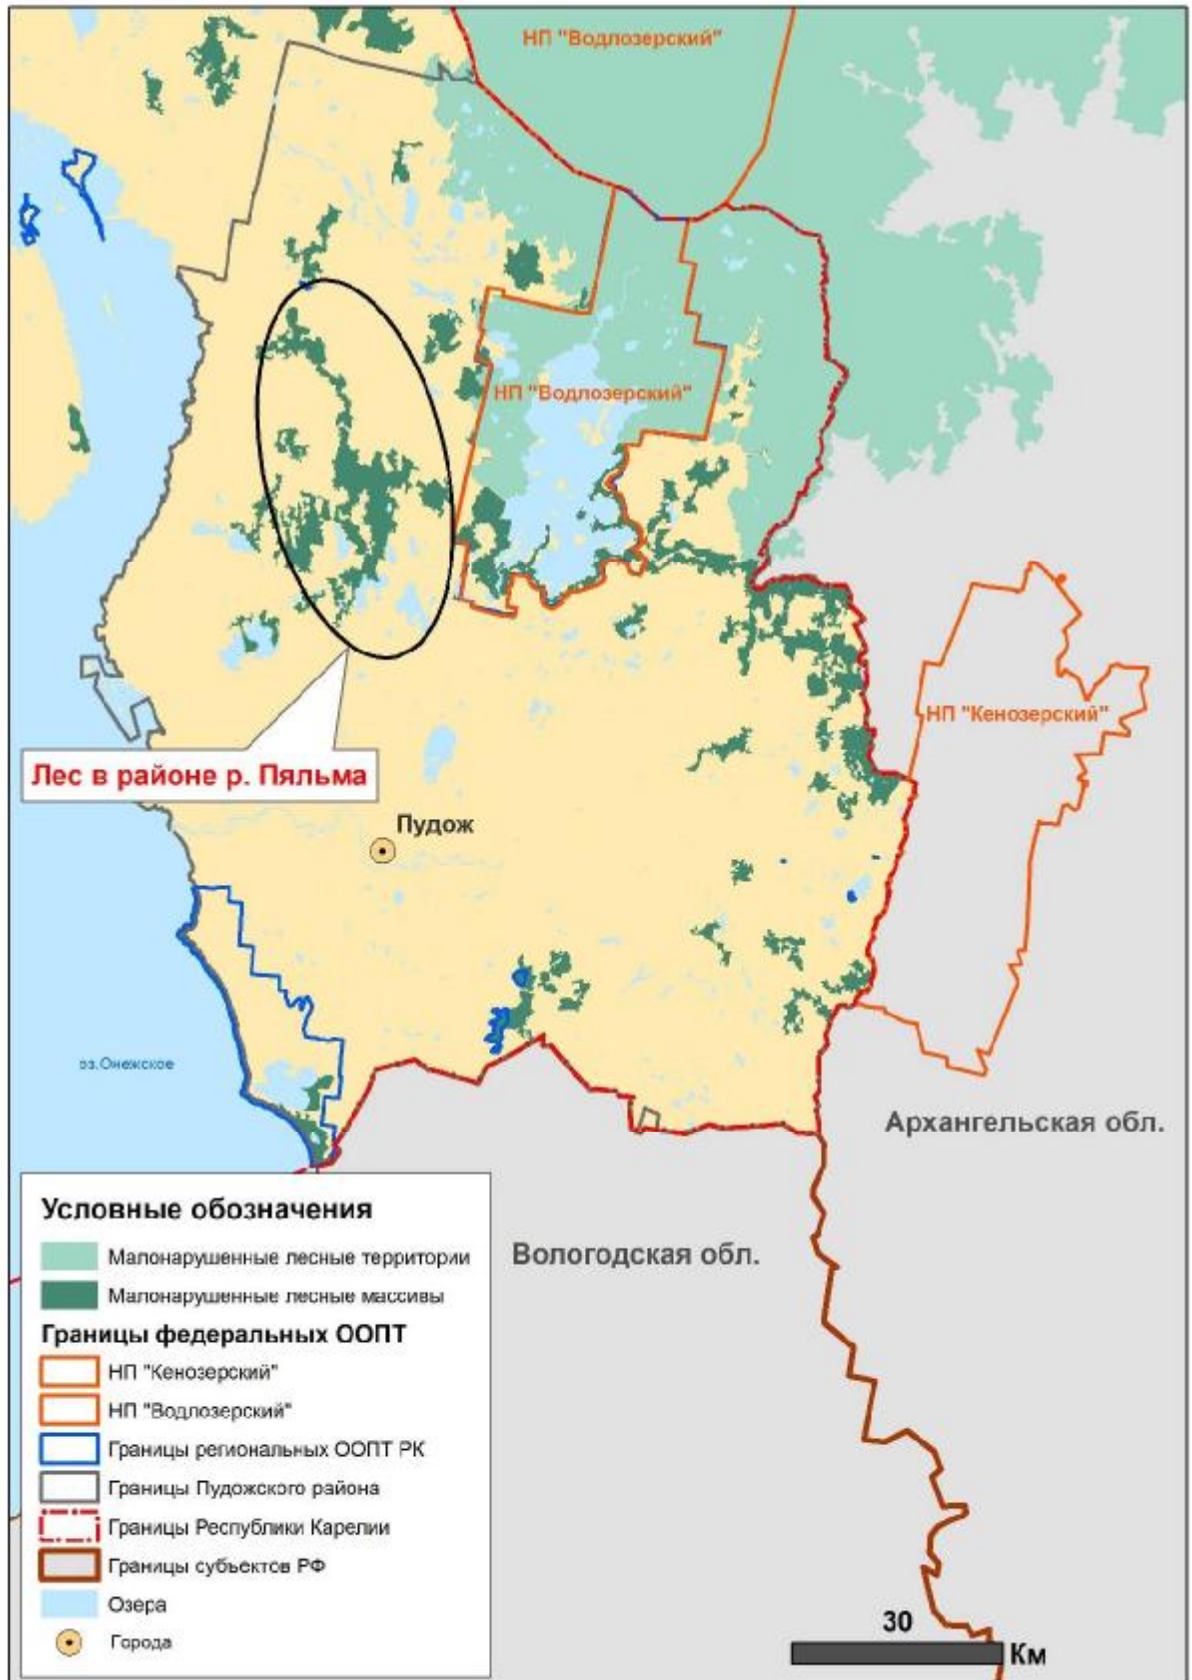 НП "Водлозерский"
НП "Водлозерский"
НП "Кенозерский"
Лес в районе р. Пяльма
Пудож
оз.Онежское
Архангельская обл.
Вологодская обл.
Условные обозначения
Малонарушенные лесные территории
Малонарушенные лесные массивы
Границы федеральных ООПТ
НП "Кенозерский"
НП "Водлозерский"
Границы региональных ООПТ РК
Границы Пудожского района
Границы Республики Карелии
Границы субъектов РФ
Озера
Города
30
Км